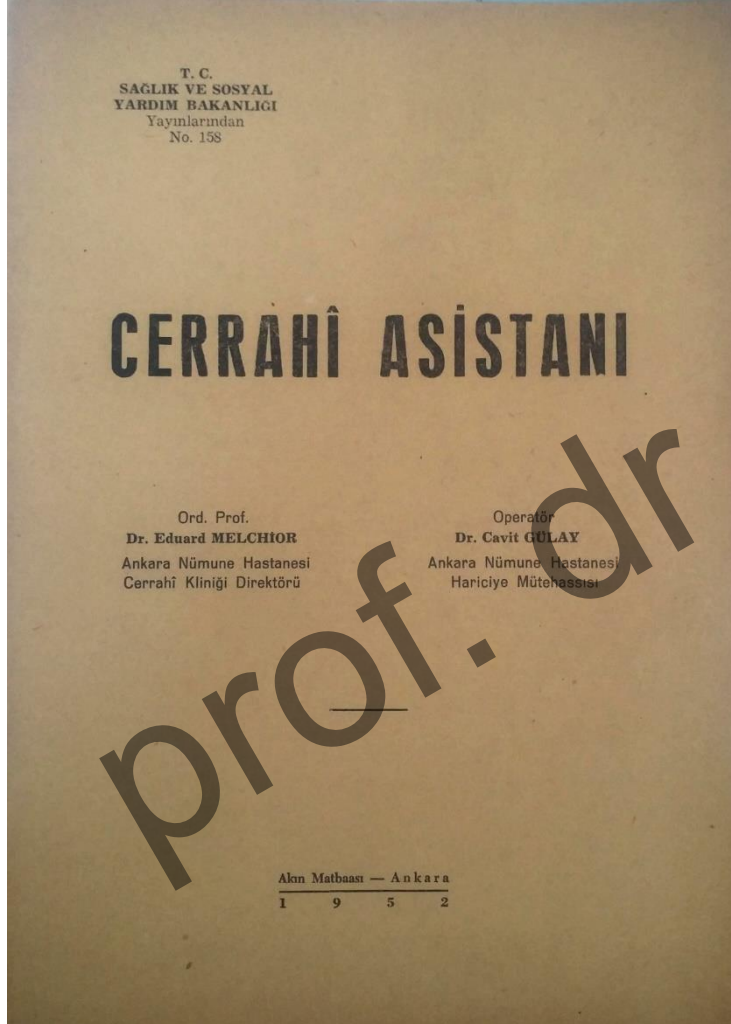 T. C.
SAĞLIK VE SOSYAL
YARDIM BAKANLIĞI
Yayınlarından
No. 158
CERRAHÎ ASİSTANI
Ord. Prof.
Dr. Eduard MELCHİOR
Ankara Nümune Hastanesi
Cerrahî Kliniği Direktörü
Operatör
Dr. Cavit GÜLAY
Ankara Nümune Hastanesi
Hariciye Mütehassısı
prof. dr
Akın Matbaası — Ankara
1 9 5 2